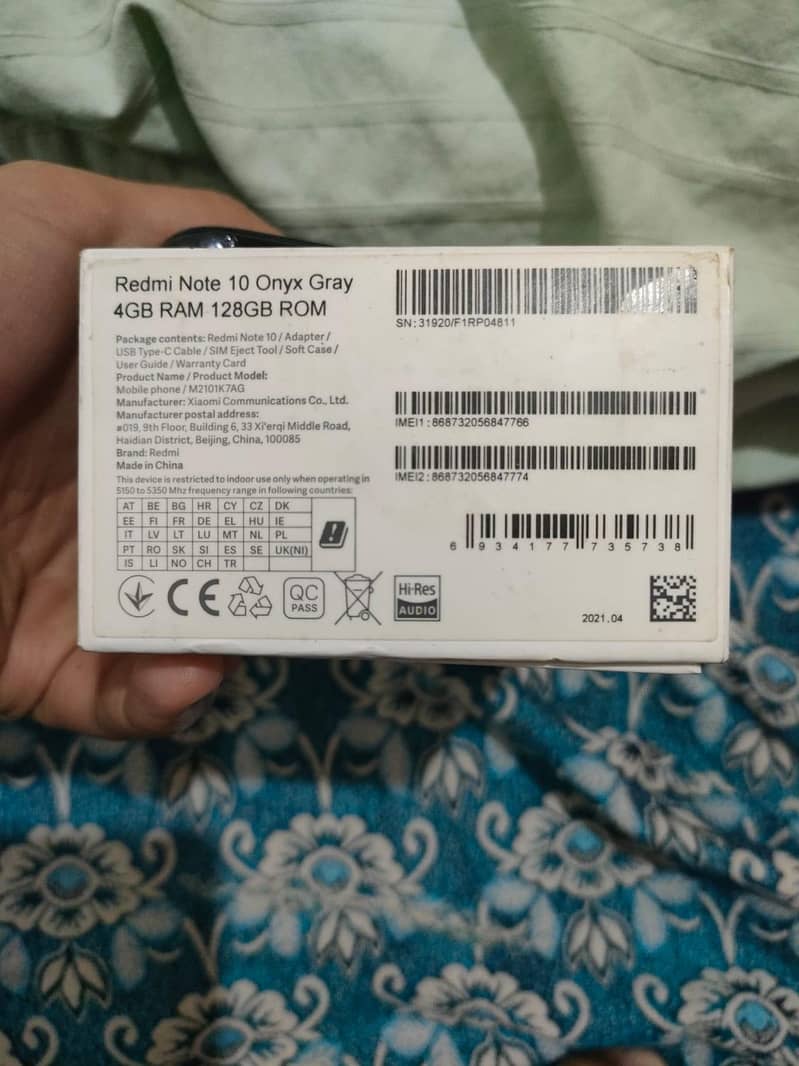 Redmi Note 10 Onyx Gray
4GB RAM 128GB ROM
Package contents: Redmi Note 10 / Adapter /
USB Type-C Cable / SIM Eject Tool / Soft Case /
User Guide / Warranty Card
Product Name / Product Model:
Mobile phone / M2101K7AG
Manufacturer: Xiaomi Communications Co., Ltd.
Manufacturer postal address:
#019, 9th Floor, Building 6, 33 Xi'erqi Middle Road,
Haidian District, Beijing, China, 100085
Brand: Redmi
Made in China
This device is restricted to indoor use only when operating in
5150 to 5350 Mhz frequency range in following countries:
AT BE BG HR CY CZ DK
EE FI FR DE EL HU IE
IT LV LT LU MT NL PL
PT RO SK SI ES SE UK(NI)
IS LI NO CH TR
CE
QC
PASS
Hi-Res
AUDIO
SN:31920/F1RP04811
IMEI1:868732056847766
IMEI2:868732056847774
6 934177 735738
2021.04